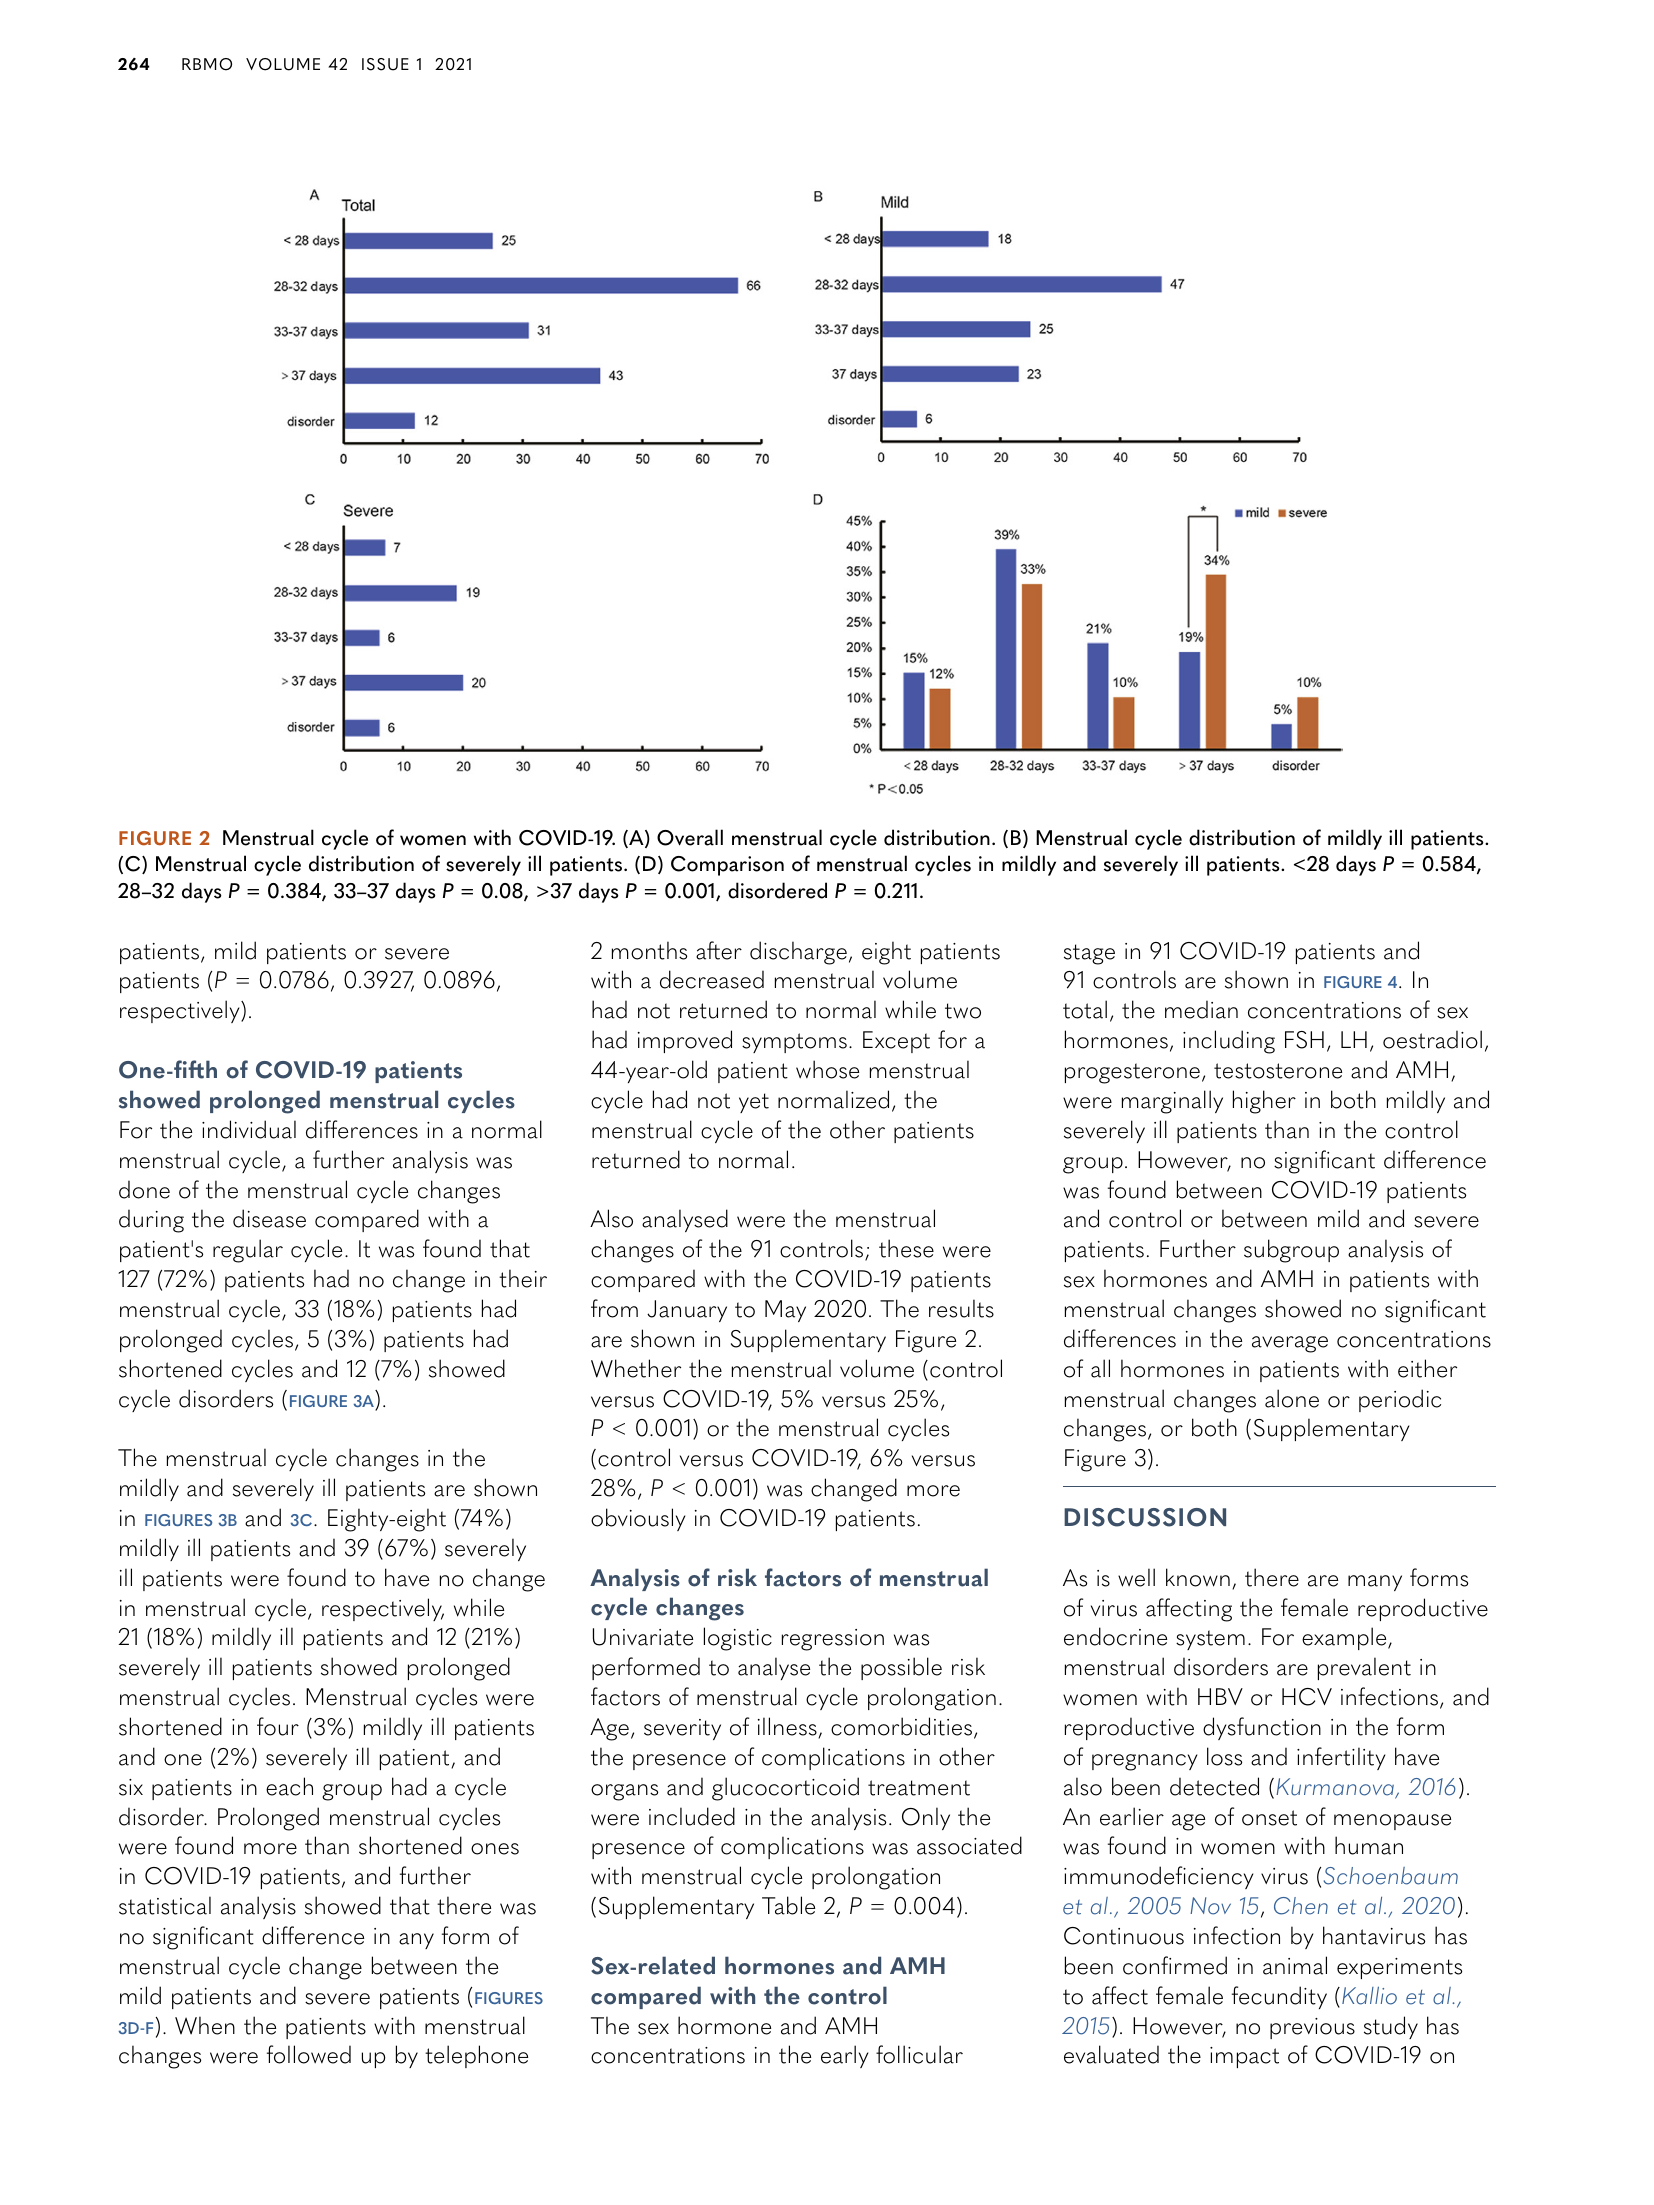 264 RBMO VOLUME 42 ISSUE 1 2021
A
Total
< 28 days 25
28-32 days 66
33-37 days 31
> 37 days 43
disorder 12
0 10 20 30 40 50 60 70
B
Mild
< 28 days 18
28-32 days 47
33-37 days 25
37 days 23
disorder 6
0 10 20 30 40 50 60 70
C
Severe
< 28 days 7
28-32 days 19
33-37 days 6
> 37 days 20
disorder 6
0 10 20 30 40 50 60 70
D
mild severe
*
45%
40%
35%
30%
25%
20%
15%
10%
5%
0%
15% 12% 39% 33% 21% 10% 19% 34% 5% 10%
< 28 days 28-32 days 33-37 days > 37 days disorder
* P<0.05
FIGURE 2 Menstrual cycle of women with COVID-19. (A) Overall menstrual cycle distribution. (B) Menstrual cycle distribution of mildly ill patients.
(C) Menstrual cycle distribution of severely ill patients. (D) Comparison of menstrual cycles in mildly and severely ill patients. <28 days P = 0.584,
28–32 days P = 0.384, 33–37 days P = 0.08, >37 days P = 0.001, disordered P = 0.211.
patients, mild patients or severe
patients (P = 0.0786, 0.3927, 0.0896,
respectively).
One-fifth of COVID-19 patients
showed prolonged menstrual cycles
For the individual differences in a normal
menstrual cycle, a further analysis was
done of the menstrual cycle changes
during the disease compared with a
patient's regular cycle. It was found that
127 (72%) patients had no change in their
menstrual cycle, 33 (18%) patients had
prolonged cycles, 5 (3%) patients had
shortened cycles and 12 (7%) showed
cycle disorders (FIGURE 3A).
The menstrual cycle changes in the
mildly and severely ill patients are shown
in FIGURES 3B and 3C. Eighty-eight (74%)
mildly ill patients and 39 (67%) severely
ill patients were found to have no change
in menstrual cycle, respectively, while
21 (18%) mildly ill patients and 12 (21%)
severely ill patients showed prolonged
menstrual cycles. Menstrual cycles were
shortened in four (3%) mildly ill patients
and one (2%) severely ill patient, and
six patients in each group had a cycle
disorder. Prolonged menstrual cycles
were found more than shortened ones
in COVID-19 patients, and further
statistical analysis showed that there was
no significant difference in any form of
menstrual cycle change between the
mild patients and severe patients (FIGURES
3D-F). When the patients with menstrual
changes were followed up by telephone
2 months after discharge, eight patients
with a decreased menstrual volume
had not returned to normal while two
had improved symptoms. Except for a
44-year-old patient whose menstrual
cycle had not yet normalized, the
menstrual cycle of the other patients
returned to normal.
Also analysed were the menstrual
changes of the 91 controls; these were
compared with the COVID-19 patients
from January to May 2020. The results
are shown in Supplementary Figure 2.
Whether the menstrual volume (control
versus COVID-19, 5% versus 25%,
P < 0.001) or the menstrual cycles
(control versus COVID-19, 6% versus
28%, P < 0.001) was changed more
obviously in COVID-19 patients.
Analysis of risk factors of menstrual
cycle changes
Univariate logistic regression was
performed to analyse the possible risk
factors of menstrual cycle prolongation.
Age, severity of illness, comorbidities,
the presence of complications in other
organs and glucocorticoid treatment
were included in the analysis. Only the
presence of complications was associated
with menstrual cycle prolongation
(Supplementary Table 2, P = 0.004).
Sex-related hormones and AMH
compared with the control
The sex hormone and AMH
concentrations in the early follicular
stage in 91 COVID-19 patients and
91 controls are shown in FIGURE 4. In
total, the median concentrations of sex
hormones, including FSH, LH, oestradiol,
progesterone, testosterone and AMH,
were marginally higher in both mildly and
severely ill patients than in the control
group. However, no significant difference
was found between COVID-19 patients
and control or between mild and severe
patients. Further subgroup analysis of
sex hormones and AMH in patients with
menstrual changes showed no significant
differences in the average concentrations
of all hormones in patients with either
menstrual changes alone or periodic
changes, or both (Supplementary
Figure 3).
DISCUSSION
As is well known, there are many forms
of virus affecting the female reproductive
endocrine system. For example,
menstrual disorders are prevalent in
women with HBV or HCV infections, and
reproductive dysfunction in the form
of pregnancy loss and infertility have
also been detected (Kurmanova, 2016).
An earlier age of onset of menopause
was found in women with human
immunodeficiency virus (Schoenbaum
et al., 2005 Nov 15, Chen et al., 2020).
Continuous infection by hantavirus has
been confirmed in animal experiments
to affect female fecundity (Kallio et al.,
2015). However, no previous study has
evaluated the impact of COVID-19 on